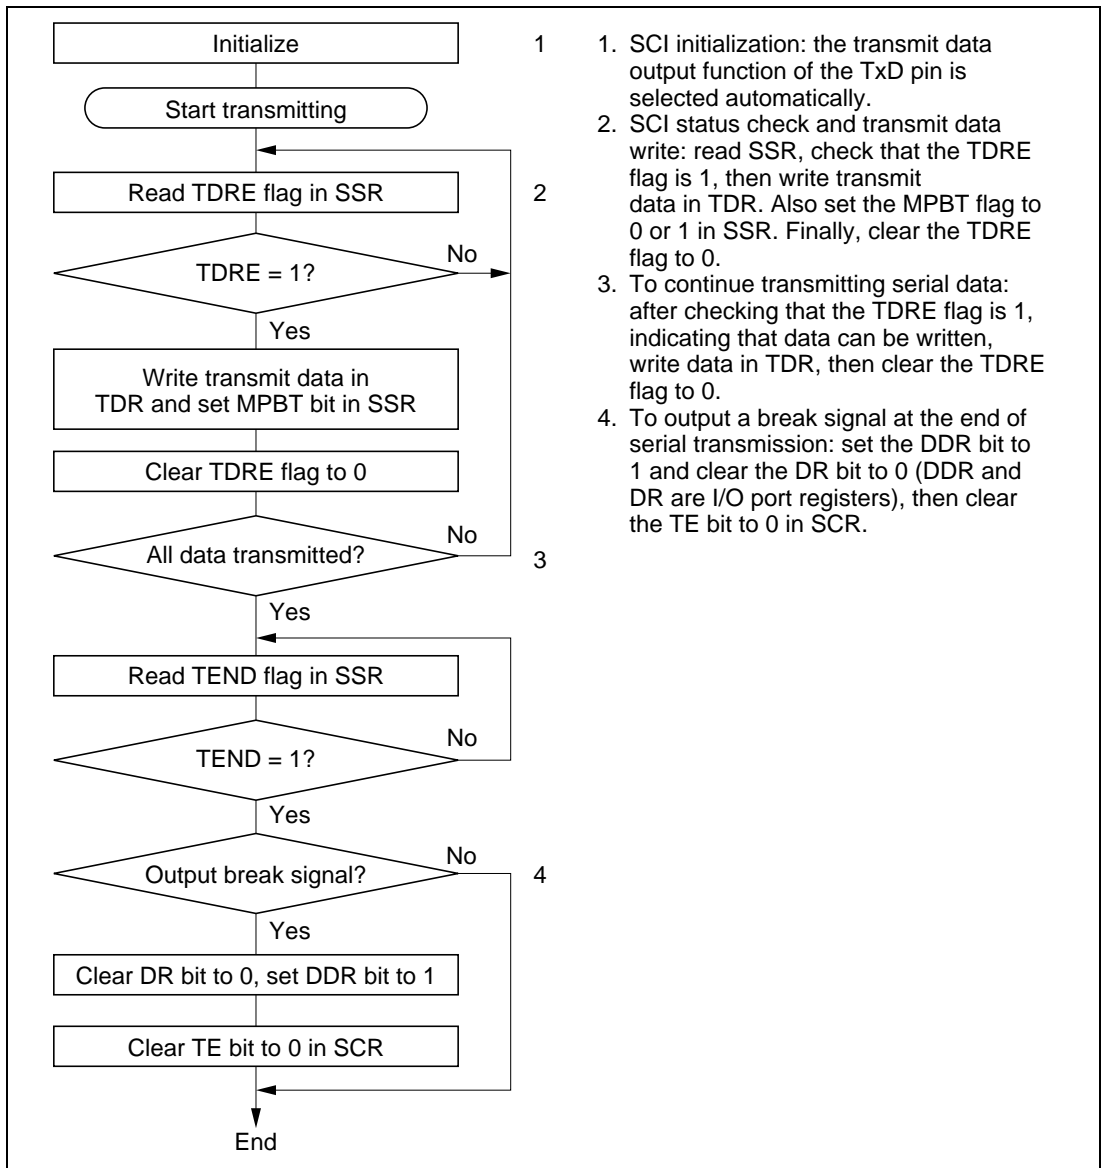 Initialize
1
Start transmitting
Read TDRE flag in SSR
2
No
TDRE = 1?
Yes
Write transmit data in
TDR and set MPBT bit in SSR
Clear TDRE flag to 0
No
All data transmitted?
3
Yes
Read TEND flag in SSR
No
TEND = 1?
Yes
No
Output break signal?
4
Yes
Clear DR bit to 0, set DDR bit to 1
Clear TE bit to 0 in SCR
End
1. SCI initialization: the transmit data
output function of the TxD pin is
selected automatically.
2. SCI status check and transmit data
write: read SSR, check that the TDRE
flag is 1, then write transmit
data in TDR. Also set the MPBT flag to
0 or 1 in SSR. Finally, clear the TDRE
flag to 0.
3. To continue transmitting serial data:
after checking that the TDRE flag is 1,
indicating that data can be written,
write data in TDR, then clear the TDRE
flag to 0.
4. To output a break signal at the end of
serial transmission: set the DDR bit to
1 and clear the DR bit to 0 (DDR and
DR are I/O port registers), then clear
the TE bit to 0 in SCR.